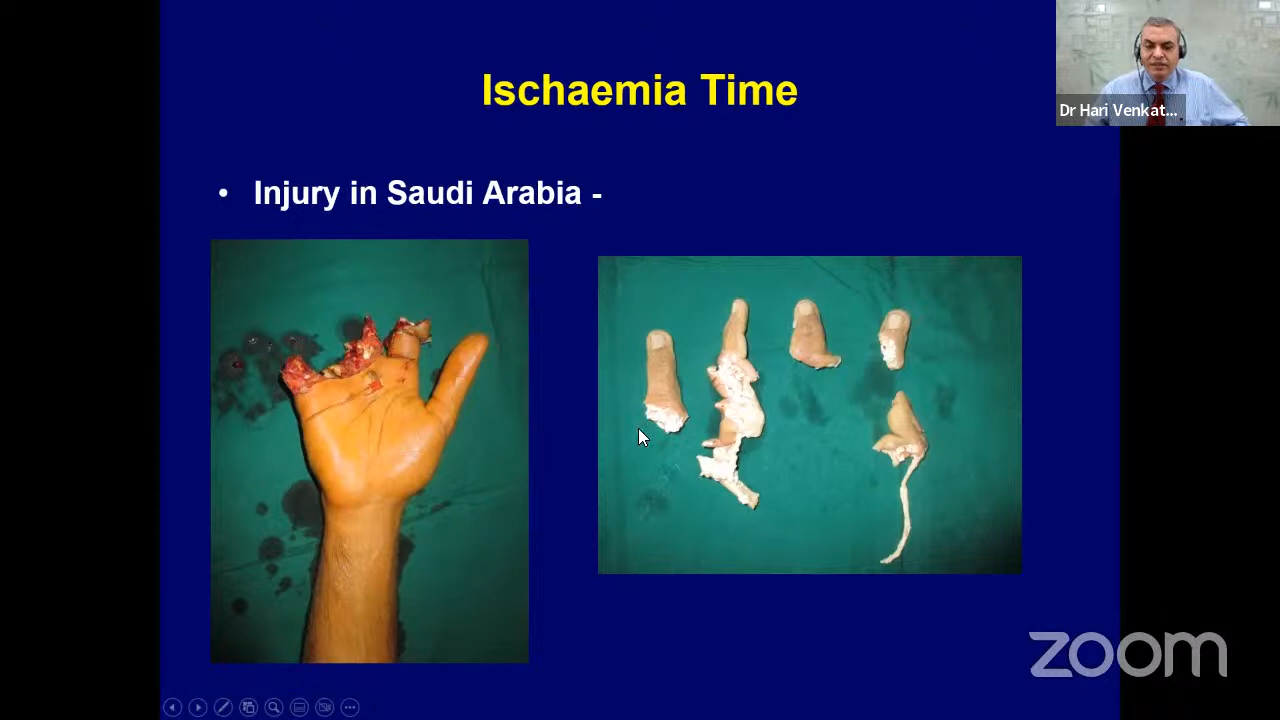 Ischaemia Time
Dr Hari Venkat...
• Injury in Saudi Arabia -
zoom